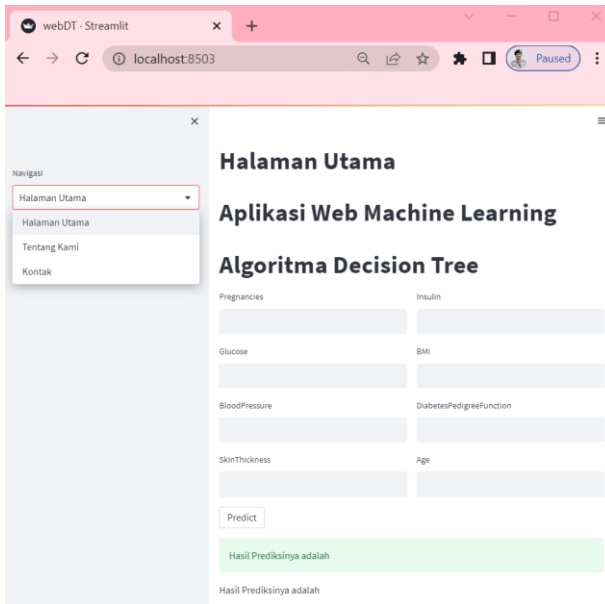 webDT · Streamlit
localhost:8503
Paused
Navigasi
Halaman Utama
Halaman Utama
Tentang Kami
Kontak
Halaman Utama
Aplikasi Web Machine Learning
Algoritma Decision Tree
Pregnancies
Insulin
Glucose
BMI
BloodPressure
DiabetesPedigreeFunction
SkinThickness
Age
Predict
Hasil Prediksinya adalah
Hasil Prediksinya adalah